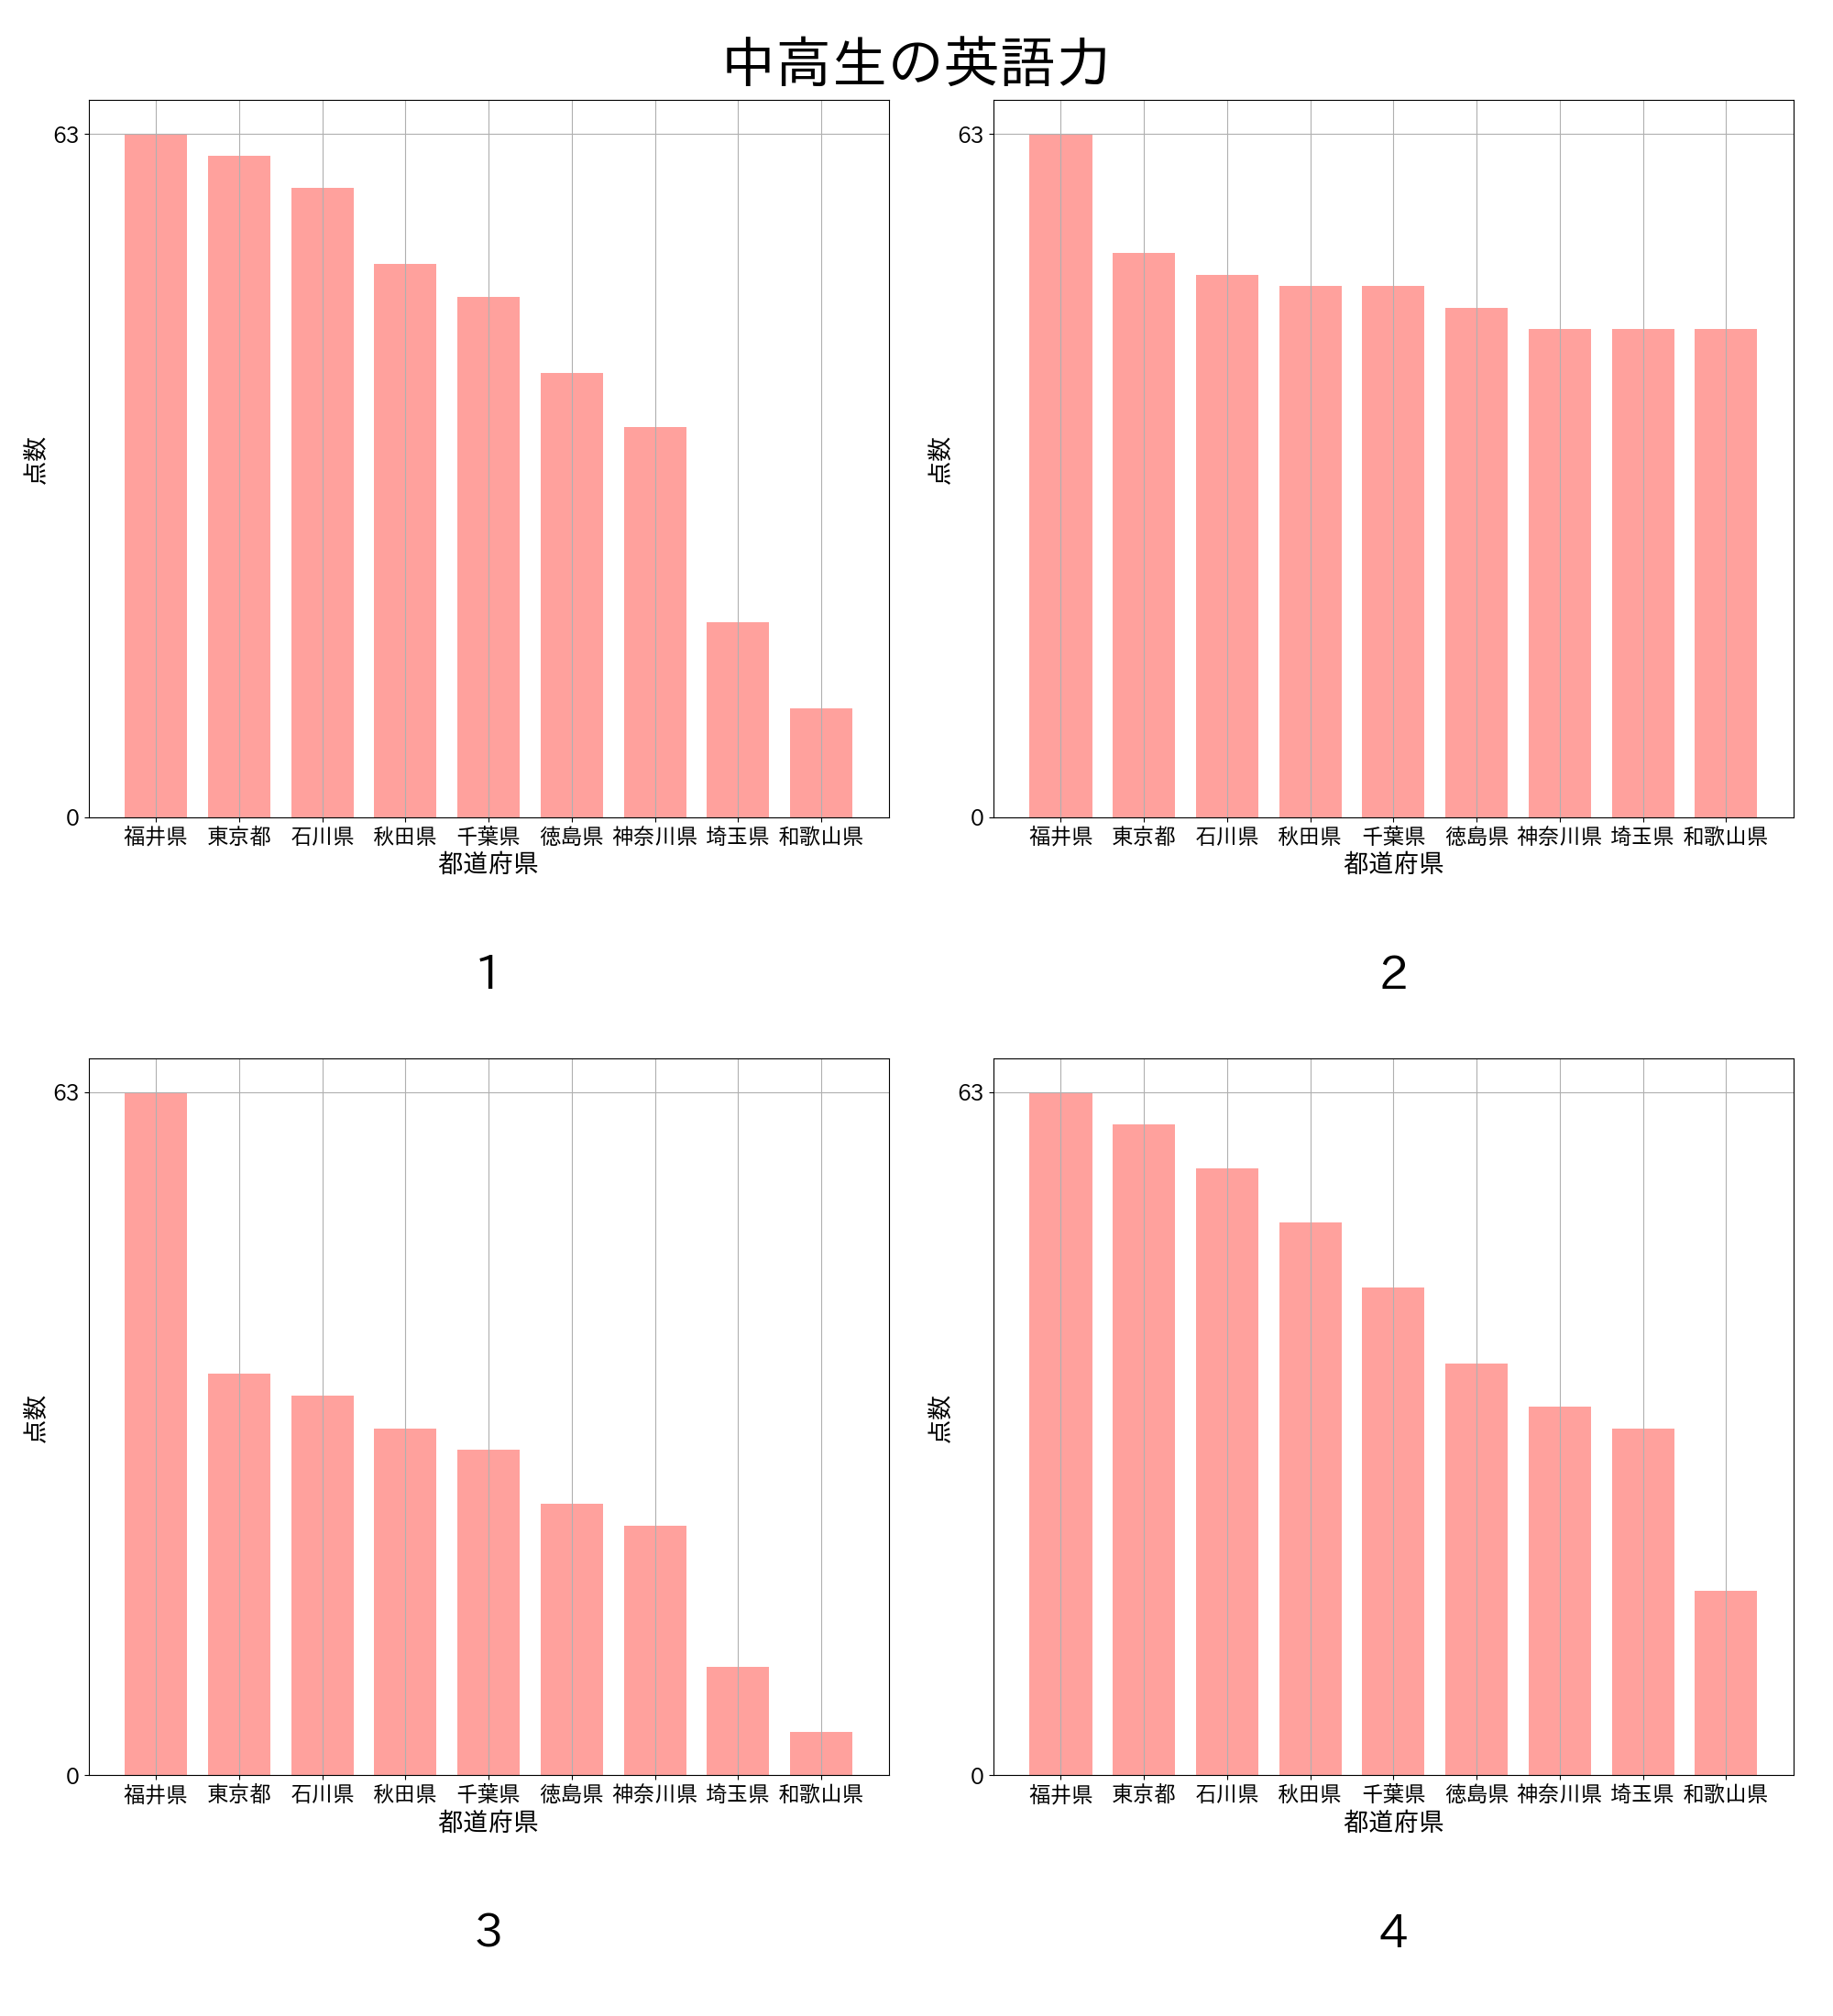 中高生の英語力
63
0
点数
福井県 東京都 石川県 秋田県 千葉県 徳島県 神奈川県 埼玉県 和歌山県
都道府県
1
63
0
点数
福井県 東京都 石川県 秋田県 千葉県 徳島県 神奈川県 埼玉県 和歌山県
都道府県
2
63
0
点数
福井県 東京都 石川県 秋田県 千葉県 徳島県 神奈川県 埼玉県 和歌山県
都道府県
3
63
0
点数
福井県 東京都 石川県 秋田県 千葉県 徳島県 神奈川県 埼玉県 和歌山県
都道府県
4